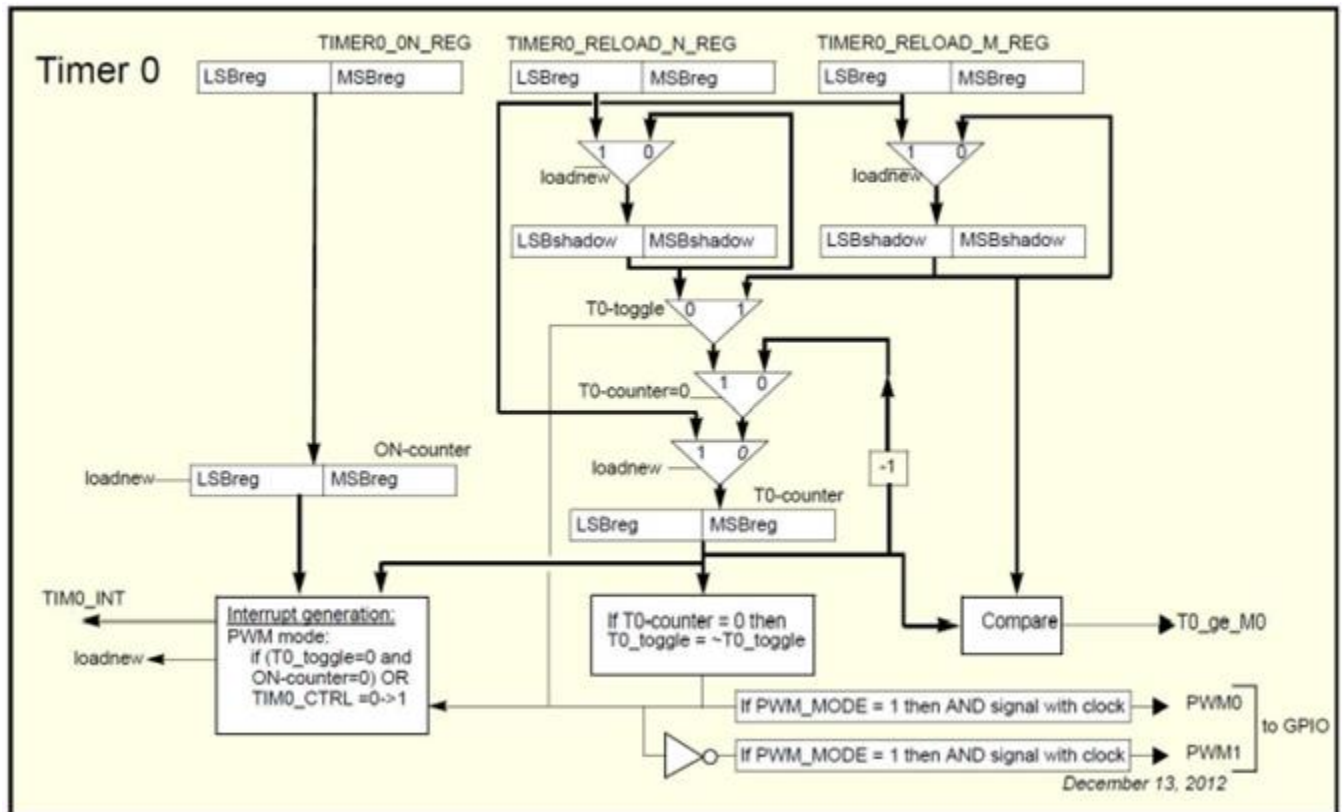 Timer 0
TIMER0_0N_REG
TIMER0_RELOAD_N_REG
TIMER0_RELOAD_M_REG
LSBreg MSBreg
LSBreg MSBreg
LSBreg MSBreg
1 0
loadnew
1 0
loadnew
LSBshadow MSBshadow
LSBshadow MSBshadow
T0-toggle
0 1
T0-counter=0
1 0
ON-counter
loadnew
LSBreg MSBreg
loadnew
1 0
-1
T0-counter
LSBreg MSBreg
TIM0_INT
loadnew
Interrupt generation:
PWM mode:
if (T0_toggle=0 and
ON-counter=0) OR
TIM0_CTRL =0->1
If T0-counter = 0 then
T0_toggle = ~T0_toggle
Compare
T0_ge_M0
If PWM_MODE = 1 then AND signal with clock
PWM0
to GPIO
If PWM_MODE = 1 then AND signal with clock
PWM1
December 13, 2012